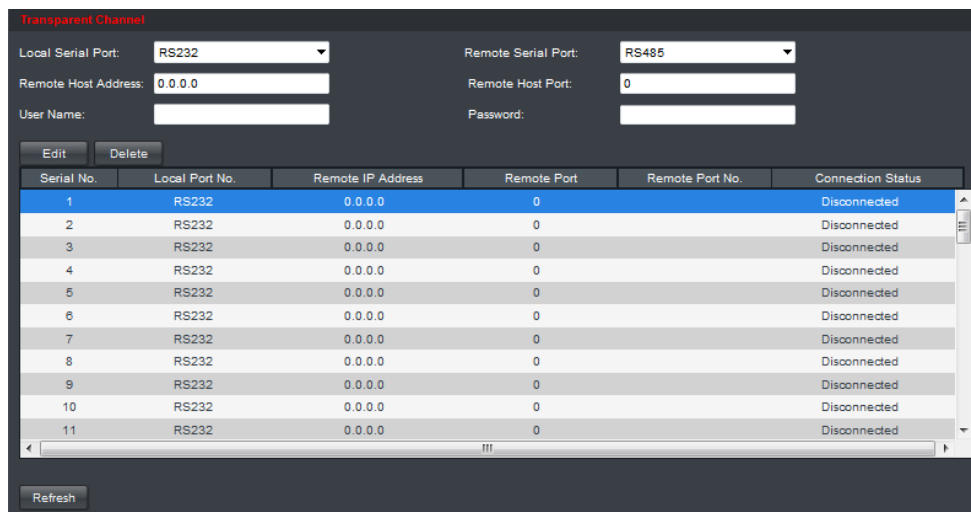 Transparent Channel
Local Serial Port: RS232 Remote Serial Port: RS485
Remote Host Address: 0.0.0.0 Remote Host Port: 0
User Name: Password:
Edit Delete
Serial No. Local Port No. Remote IP Address Remote Port Remote Port No. Connection Status
1 RS232 0.0.0.0 0 Disconnected
2 RS232 0.0.0.0 0 Disconnected
3 RS232 0.0.0.0 0 Disconnected
4 RS232 0.0.0.0 0 Disconnected
5 RS232 0.0.0.0 0 Disconnected
6 RS232 0.0.0.0 0 Disconnected
7 RS232 0.0.0.0 0 Disconnected
8 RS232 0.0.0.0 0 Disconnected
9 RS232 0.0.0.0 0 Disconnected
10 RS232 0.0.0.0 0 Disconnected
11 RS232 0.0.0.0 0 Disconnected
Refresh